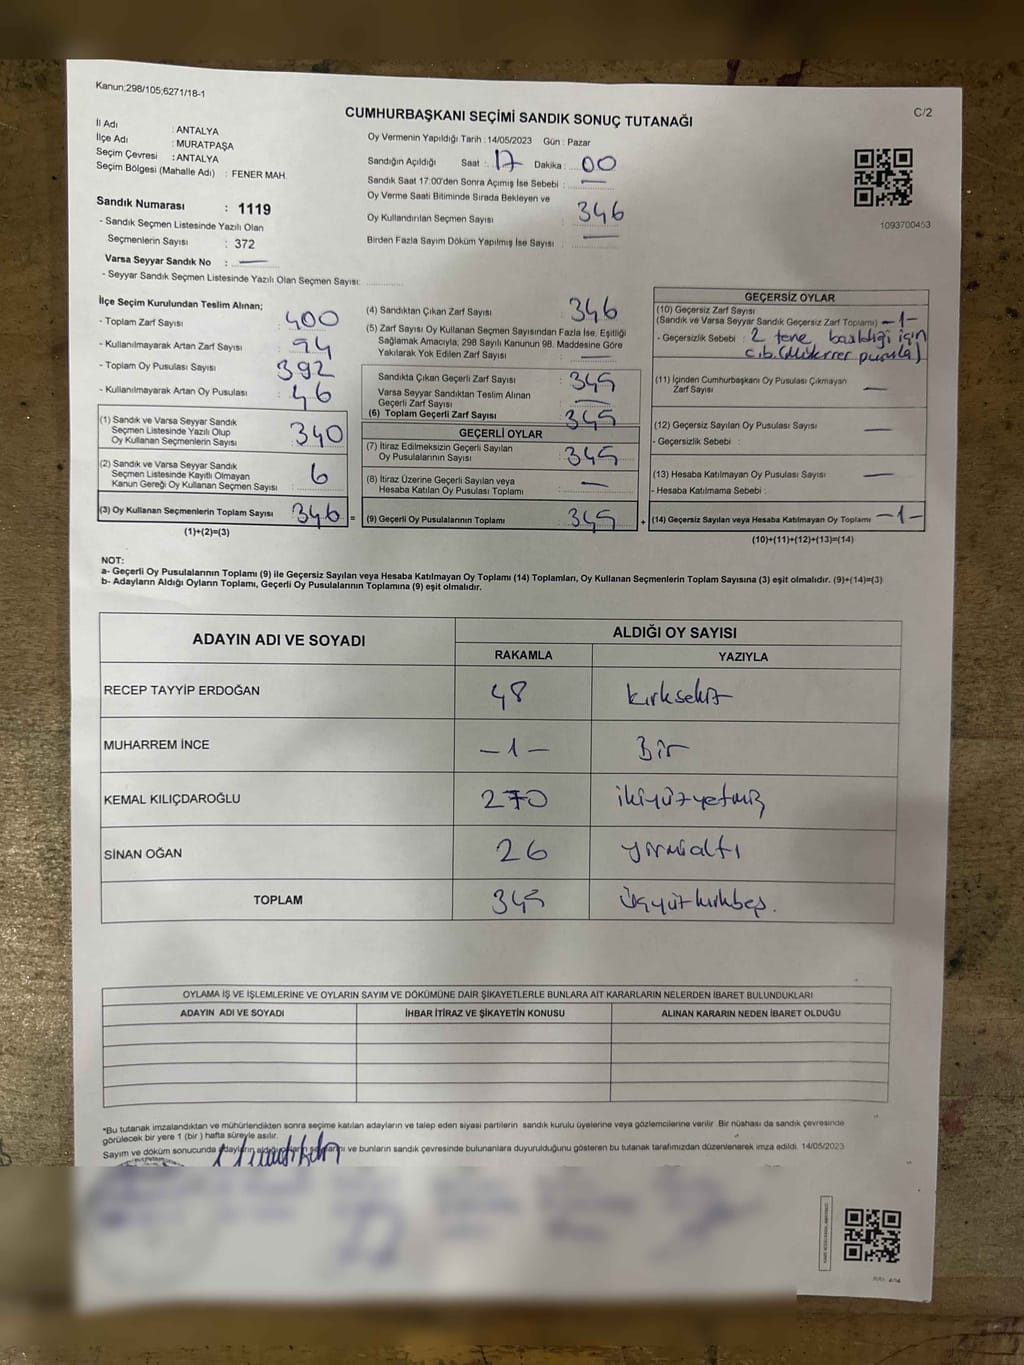 Kanun;298/105,6271/18-1
C/2
CUMHURBAŞKANI SEÇİMİ SANDIK SONUÇ TUTANAĞI
İl Adı : ANTALYA
İlçe Adı : MURATPAŞA
Seçim Çevresi : ANTALYA
Seçim Bölgesi (Mahalle Adı) : FENER MAH.
Oy Vermenin Yapıldığı Tarih : 14/05/2023 Gün : Pazar
Sandığın Açıldığı Saat : 17 Dakika : 00
Sandık Saat 17:00'den Sonra Açımış İse Sebebi : —
Oy Verme Saati Bitiminde Sırada Bekleyen ve
Oy Kullandırılan Seçmen Sayısı 346
Birden Fazla Sayım Döküm Yapılmış İse Sayısı : —
1093700453
Sandık Numarası : 1119
- Sandık Seçmen Listesinde Yazılı Olan
Seçmenlerin Sayısı : 372
Varsa Seyyar Sandık No : —
- Seyyar Sandık Seçmen Listesinde Yazılı Olan Seçmen Sayısı:
İlçe Seçim Kurulundan Teslim Alınan;
- Toplam Zarf Sayısı : 400
- Kullanılmayarak Artan Zarf Sayısı : 94
- Toplam Oy Pusulası Sayısı : 392
- Kullanılmayarak Artan Oy Pusulası : 46
(1) Sandık ve Varsa Seyyar Sandık
Seçmen Listesinde Yazılı Olup
Oy Kullanan Seçmenlerin Sayısı : 340
(2) Sandık ve Varsa Seyyar Sandık
Seçmen Listesinde Kayıtlı Olmayan
Kanun Gereği Oy Kullanan Seçmen Sayısı : 6
(3) Oy Kullanan Seçmenlerin Toplam Sayısı 346 =
(1)+(2)=(3)
(4) Sandıktan Çıkan Zarf Sayısı : 346
(5) Zarf Sayısı Oy Kullanan Seçmen Sayısından Fazla İse, Eşitliği
Sağlamak Amacıyla; 298 Sayılı Kanunun 98. Maddesine Göre
Yakılarak Yok Edilen Zarf Sayısı : —
Sandıkta Çıkan Geçerli Zarf Sayısı : 345
Varsa Seyyar Sandıktan Teslim Alınan
Geçerli Zarf Sayısı : —
(6) Toplam Geçerli Zarf Sayısı : 345
GEÇERLİ OYLAR
(7) İtiraz Edilmeksizin Geçerli Sayılan
Oy Pusulalarının Sayısı : 345
(8) İtiraz Üzerine Geçerli Sayılan veya
Hesaba Katılan Oy Pusulası Toplamı : —
(9) Geçerli Oy Pusulalarının Toplamı : 345 +
GEÇERSİZ OYLAR
(10) Geçersiz Zarf Sayısı
(Sandık ve Varsa Seyyar Sandık Geçersiz Zarf Toplamı) -1-
- Geçersizlik Sebebi : 2 tane basıldığı için
c.b. (Mükerrer pusula)
(11) İçinden Cumhurbaşkanı Oy Pusulası Çıkmayan
Zarf Sayısı —
(12) Geçersiz Sayılan Oy Pusulası Sayısı —
- Geçersizlik Sebebi :
(13) Hesaba Katılmayan Oy Pusulası Sayısı —
- Hesaba Katılmama Sebebi :
(14) Geçersiz Sayılan veya Hesaba Katılmayan Oy Toplamı -1-
(10)+(11)+(12)+(13)=(14)
NOT:
a- Geçerli Oy Pusulalarının Toplamı (9) ile Geçersiz Sayılan veya Hesaba Katılmayan Oy Toplamı (14) Toplamları, Oy Kullanan Seçmenlerin Toplam Sayısına (3) eşit olmalıdır. (9)+(14)=(3)
b- Adayların Aldığı Oyların Toplamı, Geçerli Oy Pusulalarının Toplamına (9) eşit olmalıdır.
ADAYIN ADI VE SOYADI ALDIĞI OY SAYISI
RAKAMLA YAZIYLA
RECEP TAYYİP ERDOĞAN 48 kırksekiz
MUHARREM İNCE -1- Bir
KEMAL KILIÇDAROĞLU 270 ikiyüzyetmiş
SİNAN OĞAN 26 yirmialtı
TOPLAM 345 üçyüzkırkbeş.
OYLAMA İŞ VE İŞLEMLERİNE VE OYLARIN SAYIM VE DÖKÜMÜNE DAİR ŞİKAYETLERLE BUNLARA AİT KARARLARIN NELERDEN İBARET BULUNDUKLARI
ADAYIN ADI VE SOYADI İHBAR İTİRAZ VE ŞİKAYETİN KONUSU ALINAN KARARIN NEDEN İBARET OLDUĞU
*Bu tutanak imzalandıktan ve mühürlendikten sonra seçime katılan adayların ve talep eden siyasi partilerin sandık kurulu üyelerine veya gözlemcilerine verilir. Bir nüshası da sandık çevresinde
görülecek bir yere 1 (bir ) hafta süreyle asılır.
Sayım ve döküm sonucunda adayların ve bunların sandık çevresinde bulunanlara duyurulduğunu gösteren bu tutanak tarafımızdan düzenlenerek imza edildi. 14/05/2023